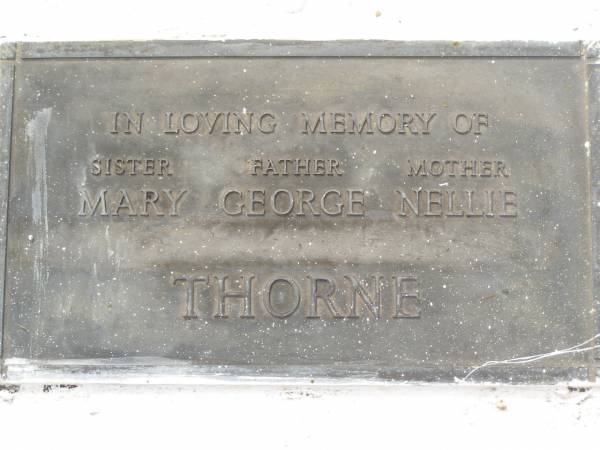 IN LOVING MEMORY OF
SISTER FATHER MOTHER
MARY GEORGE NELLIE
THORNE